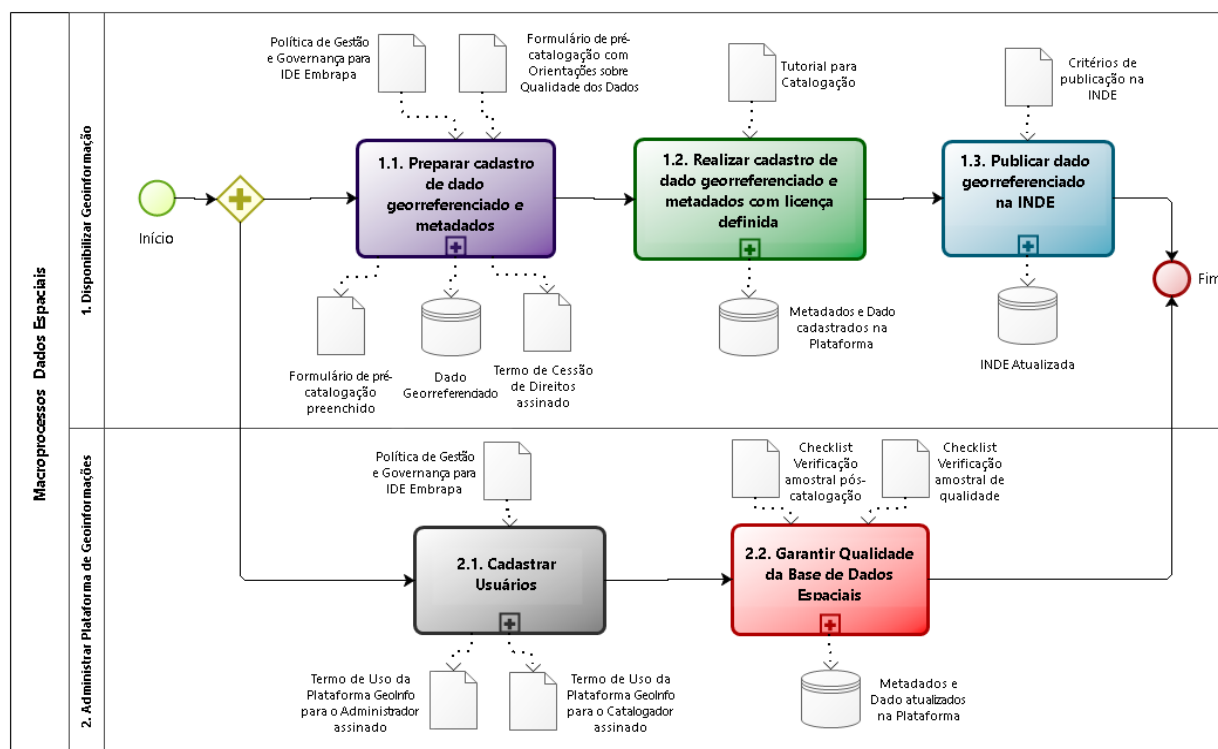 Macroprocessos Dados Espaciais
1. Disponibilizar Geoinformação
Política de Gestão
e Governança para
IDE Embrapa
Formulário de pré-
catalogação com
Orientações sobre
Qualidade dos Dados
Tutorial para
Catalogação
Critérios de
publicação na
INDE
Início
1.1. Preparar cadastro
de dado
georreferenciado e
metadados
1.2. Realizar cadastro de
dado georreferenciado e
metadados com licença
definida
1.3. Publicar dado
georreferenciado
na INDE
Fim
Formulário de pré-
catalogação
preenchido
Dado
Georreferenciado
Termo de Cessão
de Direitos
assinado
Metadados e Dado
cadastrados na
Plataforma
INDE Atualizada
2. Administrar Plataforma de Geoinformações
Política de Gestão
e Governança para
IDE Embrapa
Checklist
Verificação
amostral pós-
catalogação
Checklist
Verificação
amostral de
qualidade
2.1. Cadastrar
Usuários
2.2. Garantir Qualidade
da Base de Dados
Espaciais
Termo de Uso da
Plataforma GeoInfo
para o Administrador
assinado
Termo de Uso da
Plataforma GeoInfo
para o Catalogador
assinado
Metadados e
Dado atualizados
na Plataforma